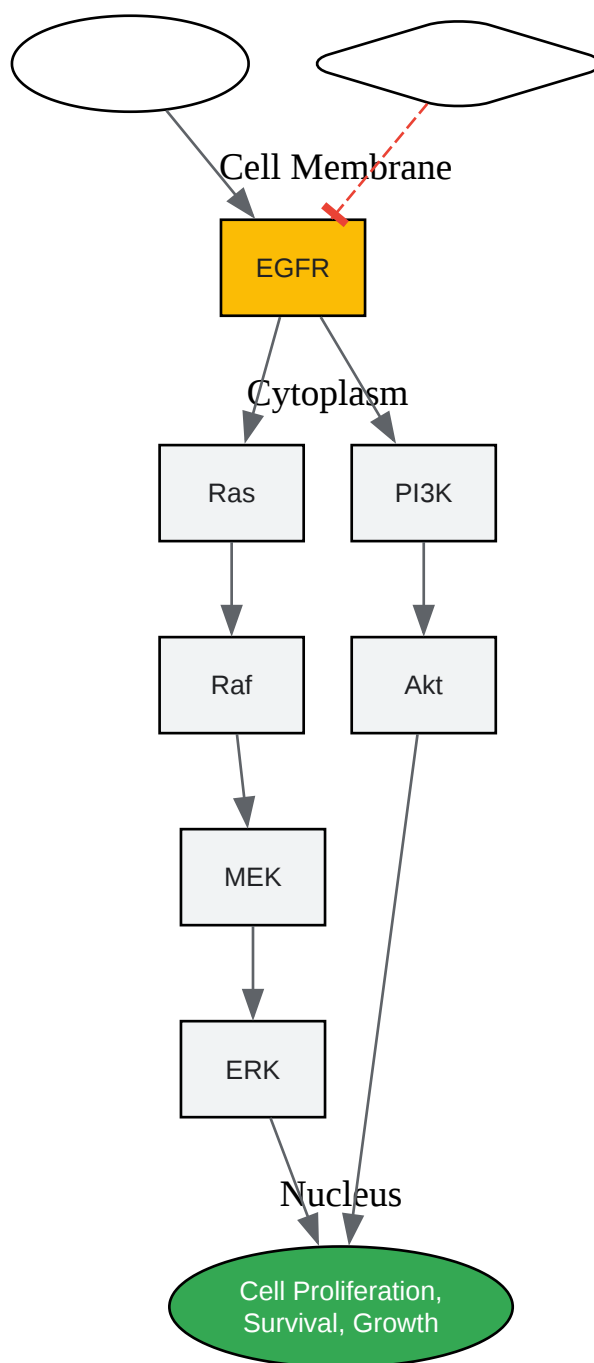 Cell Membrane
EGFR
Cytoplasm
Ras
PI3K
Raf
Akt
MEK
ERK
Nucleus
Cell Proliferation,
Survival, Growth